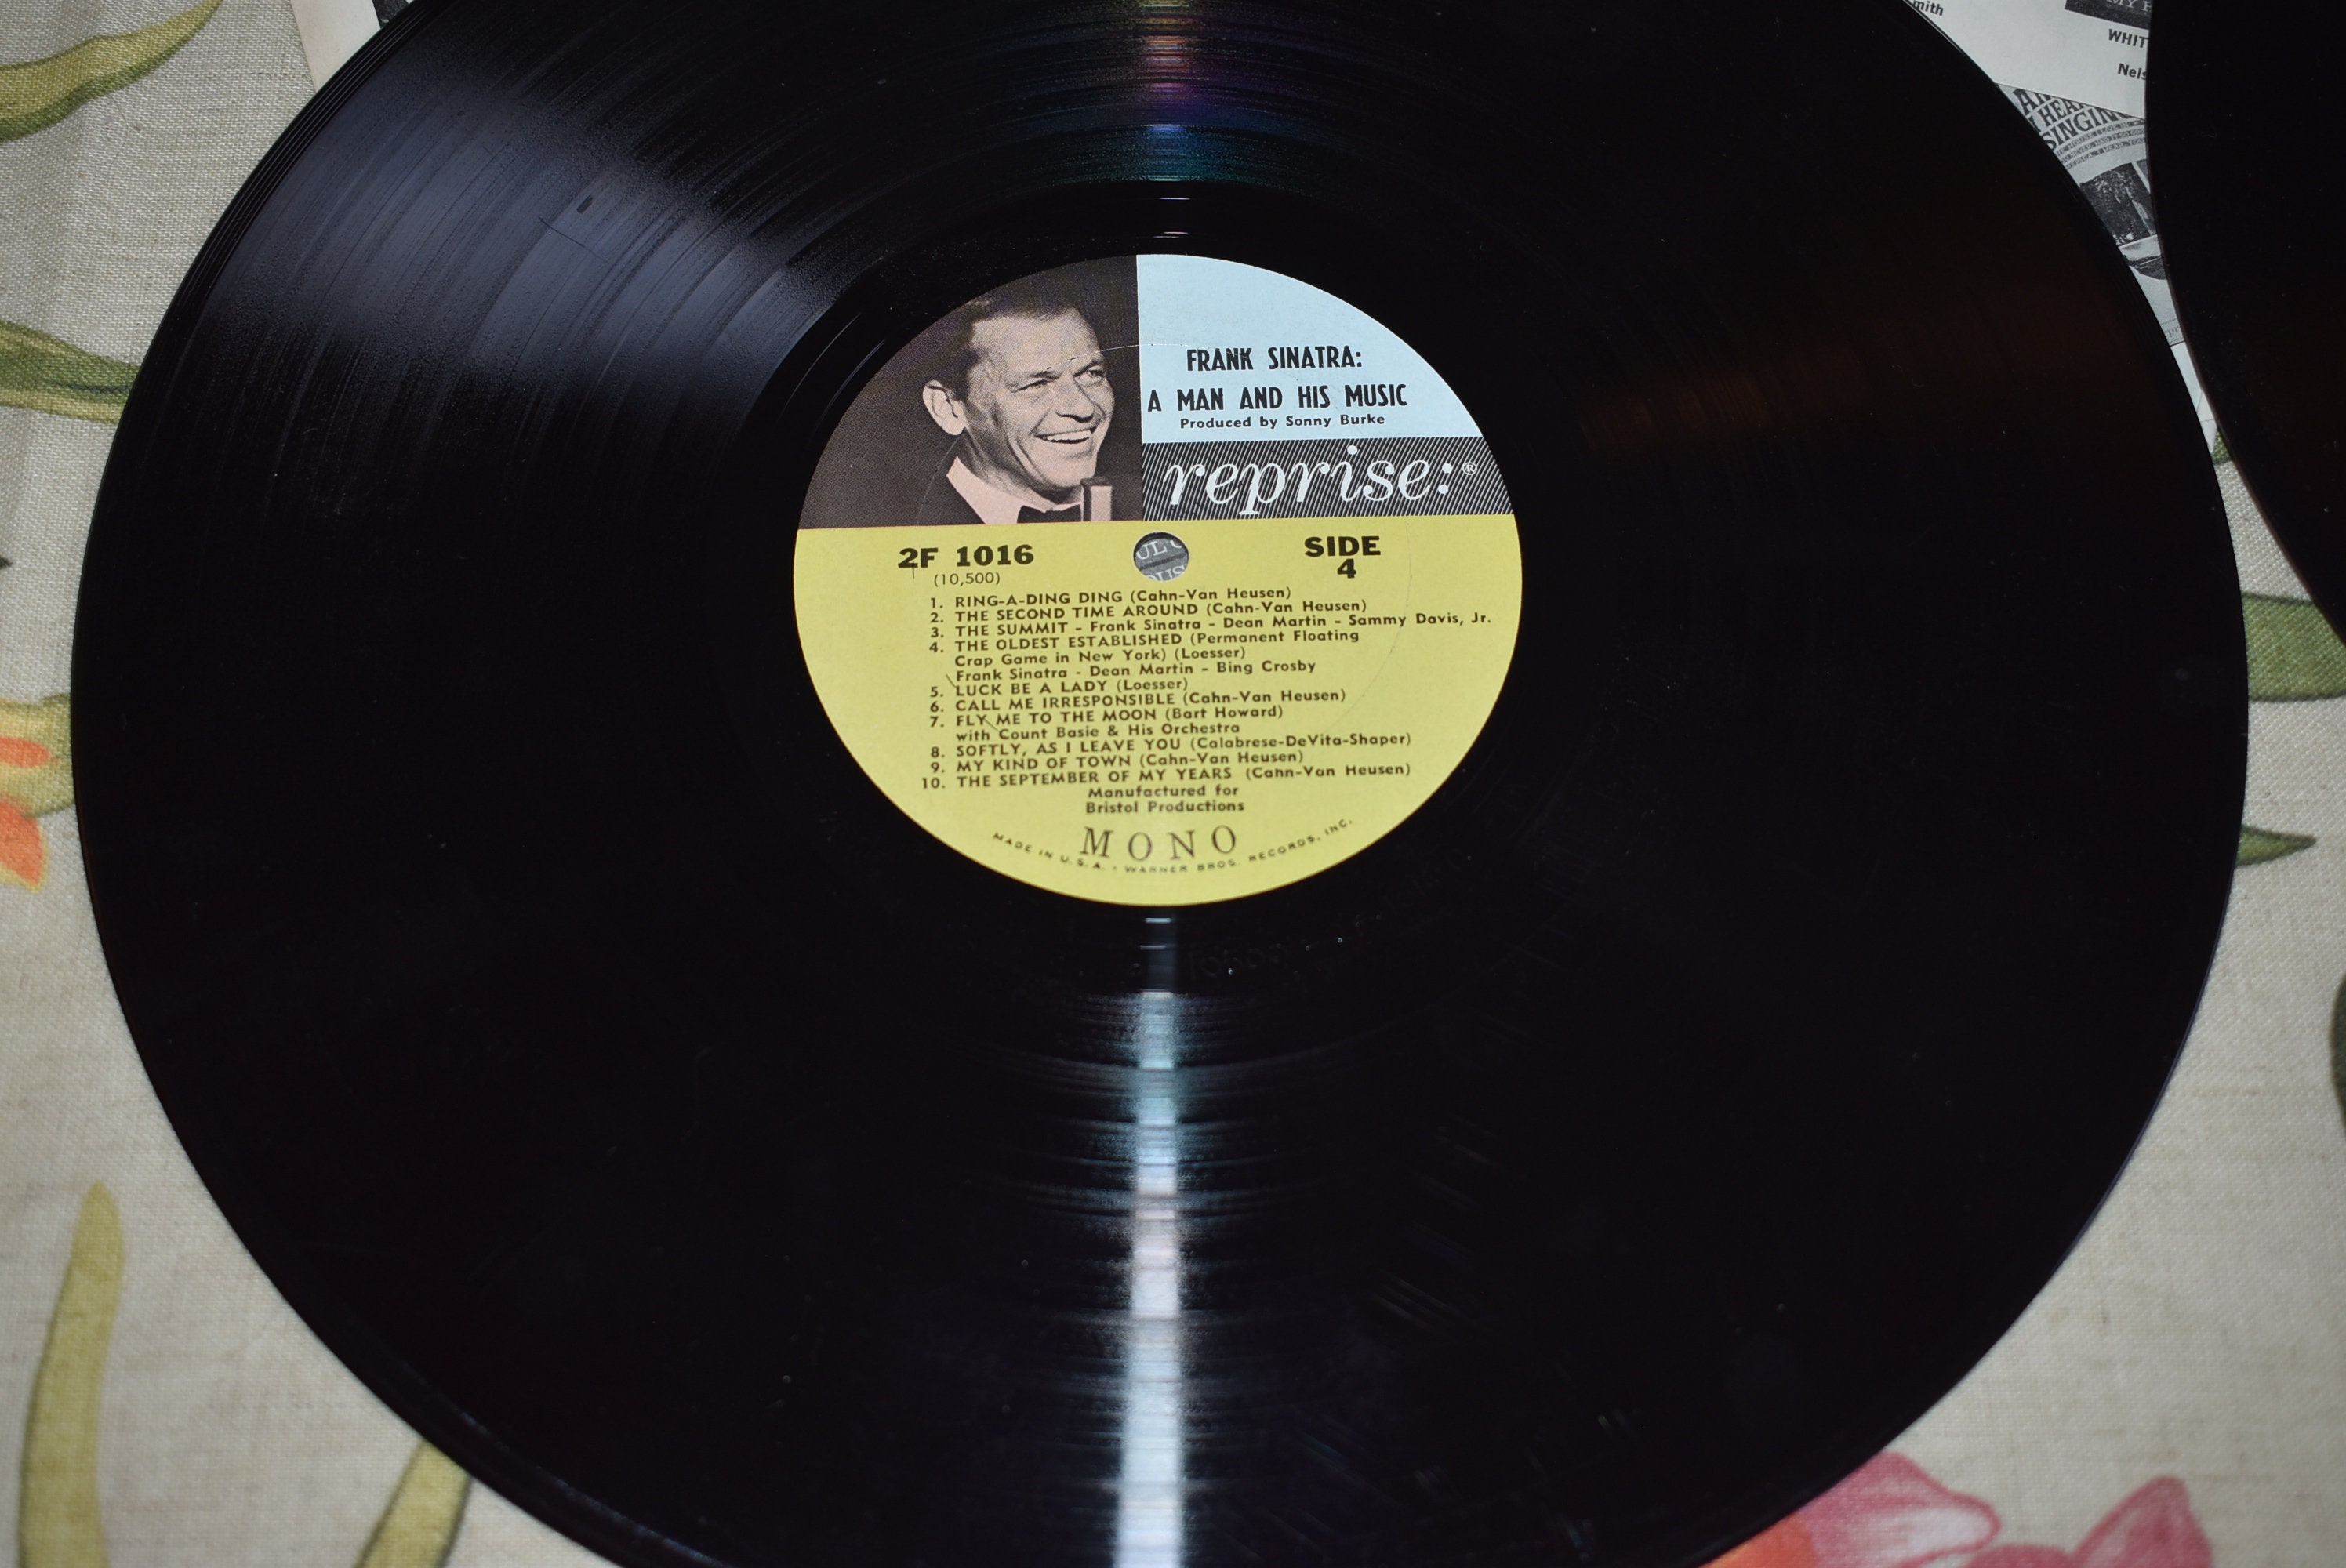 FRANK SINATRA:
A MAN AND HIS MUSIC
Produced by Sonny Burke
reprise:®
2F 1016
SIDE
4
(10,500)
1. RING-A-DING DING (Cahn-Van Heusen)
2. THE SECOND TIME AROUND (Cahn-Van Heusen)
3. THE SUMMIT - Frank Sinatra - Dean Martin - Sammy Davis, Jr.
4. THE OLDEST ESTABLISHED (Permanent Floating
Crap Game in New York) (Loesser)
Frank Sinatra - Dean Martin - Bing Crosby
5. LUCK BE A LADY (Loesser)
6. CALL ME IRRESPONSIBLE (Cahn-Van Heusen)
7. FLY ME TO THE MOON (Bart Howard)
with Count Basie & His Orchestra
8. SOFTLY, AS I LEAVE YOU (Calabrese-DeVita-Shaper)
9. MY KIND OF TOWN (Cahn-Van Heusen)
10. THE SEPTEMBER OF MY YEARS (Cahn-Van Heusen)
Manufactured for
Bristol Productions
MONO
MADE IN U.S.A. · WARNER BROS. RECORDS, INC.
mith
MY
WHIT
Nels
HEAR
SINGING